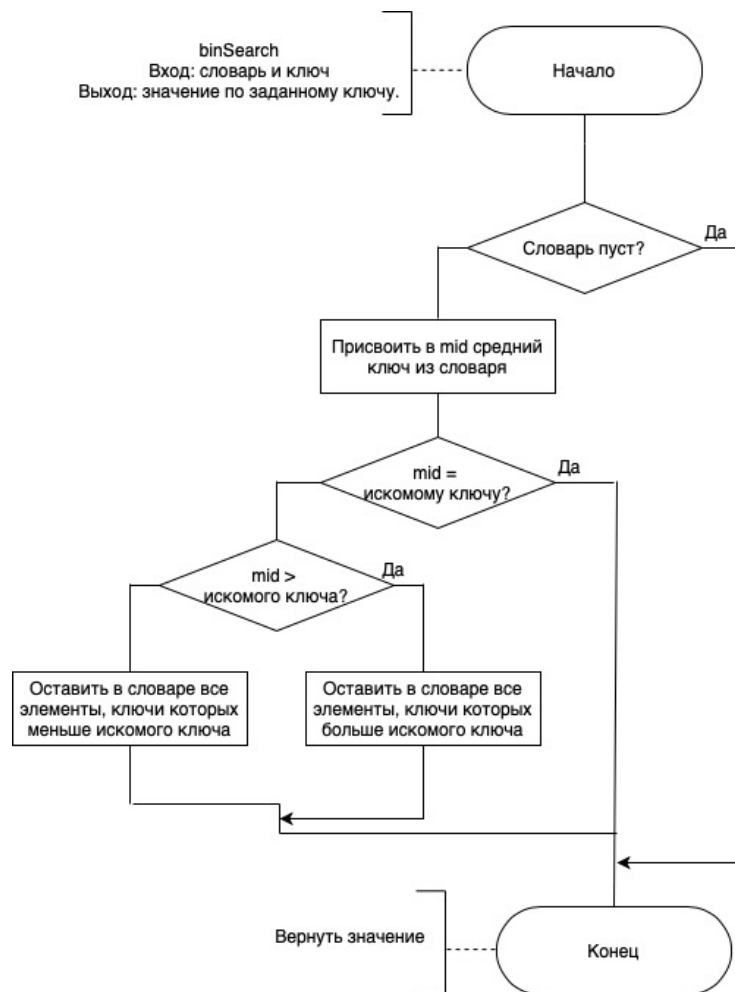 binSearch
Вход: словарь и ключ
Выход: значение по заданному ключу.
Начало
Словарь пуст?
Да
Присвоить в mid средний
ключ из словаря
mid =
искомому ключу?
Да
mid >
искомого ключа?
Да
Оставить в словаре все
элементы, ключи которых
меньше искомого ключа
Оставить в словаре все
элементы, ключи которых
больше искомого ключа
Вернуть значение
Конец